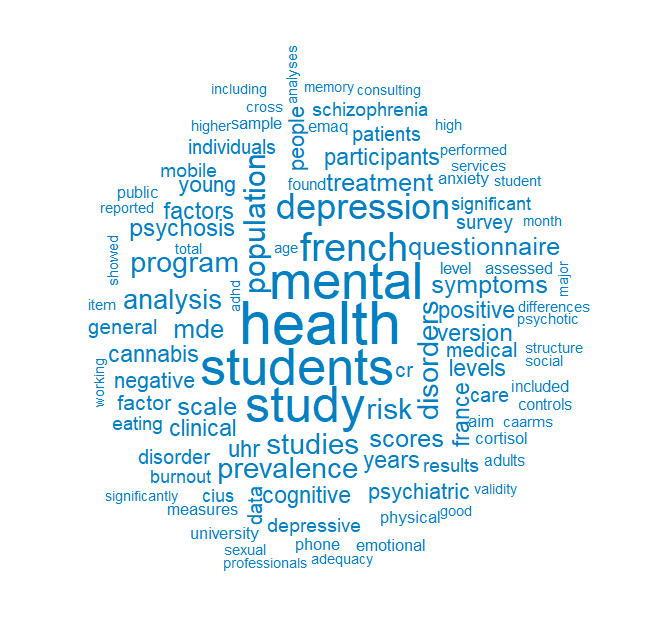 analyses
including
memory
consulting
cross
schizophrenia
higher
sample
people
emaq
patients
high
individuals
participants
performed
services
mobile
young
population
found
treatment
anxiety
student
public
reported
factors
depression
significant
psychosis
survey
month
showed
total
age
french
questionnaire
program
mental
level
assessed
major
symptoms
adhd
item
analysis
health
disorders
positive
differences
psychotic
general
mde
version
cannabis
medical
structure
social
working
negative
students
cr
levels
france
care
included
factor
scale
study
risk
controls
eating
clinical
aim
caarms
uhr
studies
scores
cortisol
disorder
prevalence
years
results
adults
burnout
significantly
cius
data
cognitive
psychiatric
validity
measures
depressive
physical
good
university
sexual
phone
emotional
professionals
adequacy